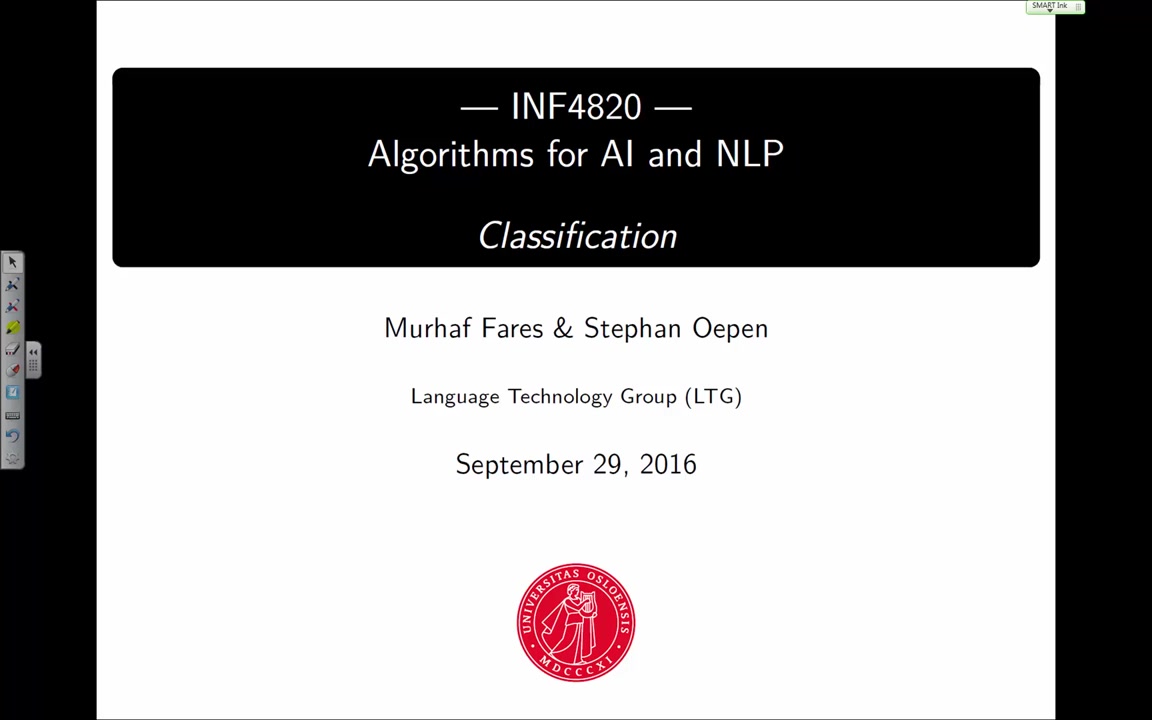 SMART Ink
— INF4820 —
Algorithms for AI and NLP
Classification
Murhaf Fares & Stephan Oepen
Language Technology Group (LTG)
September 29, 2016
UNIVERSITAS OSLOENSIS
MDCCCXI